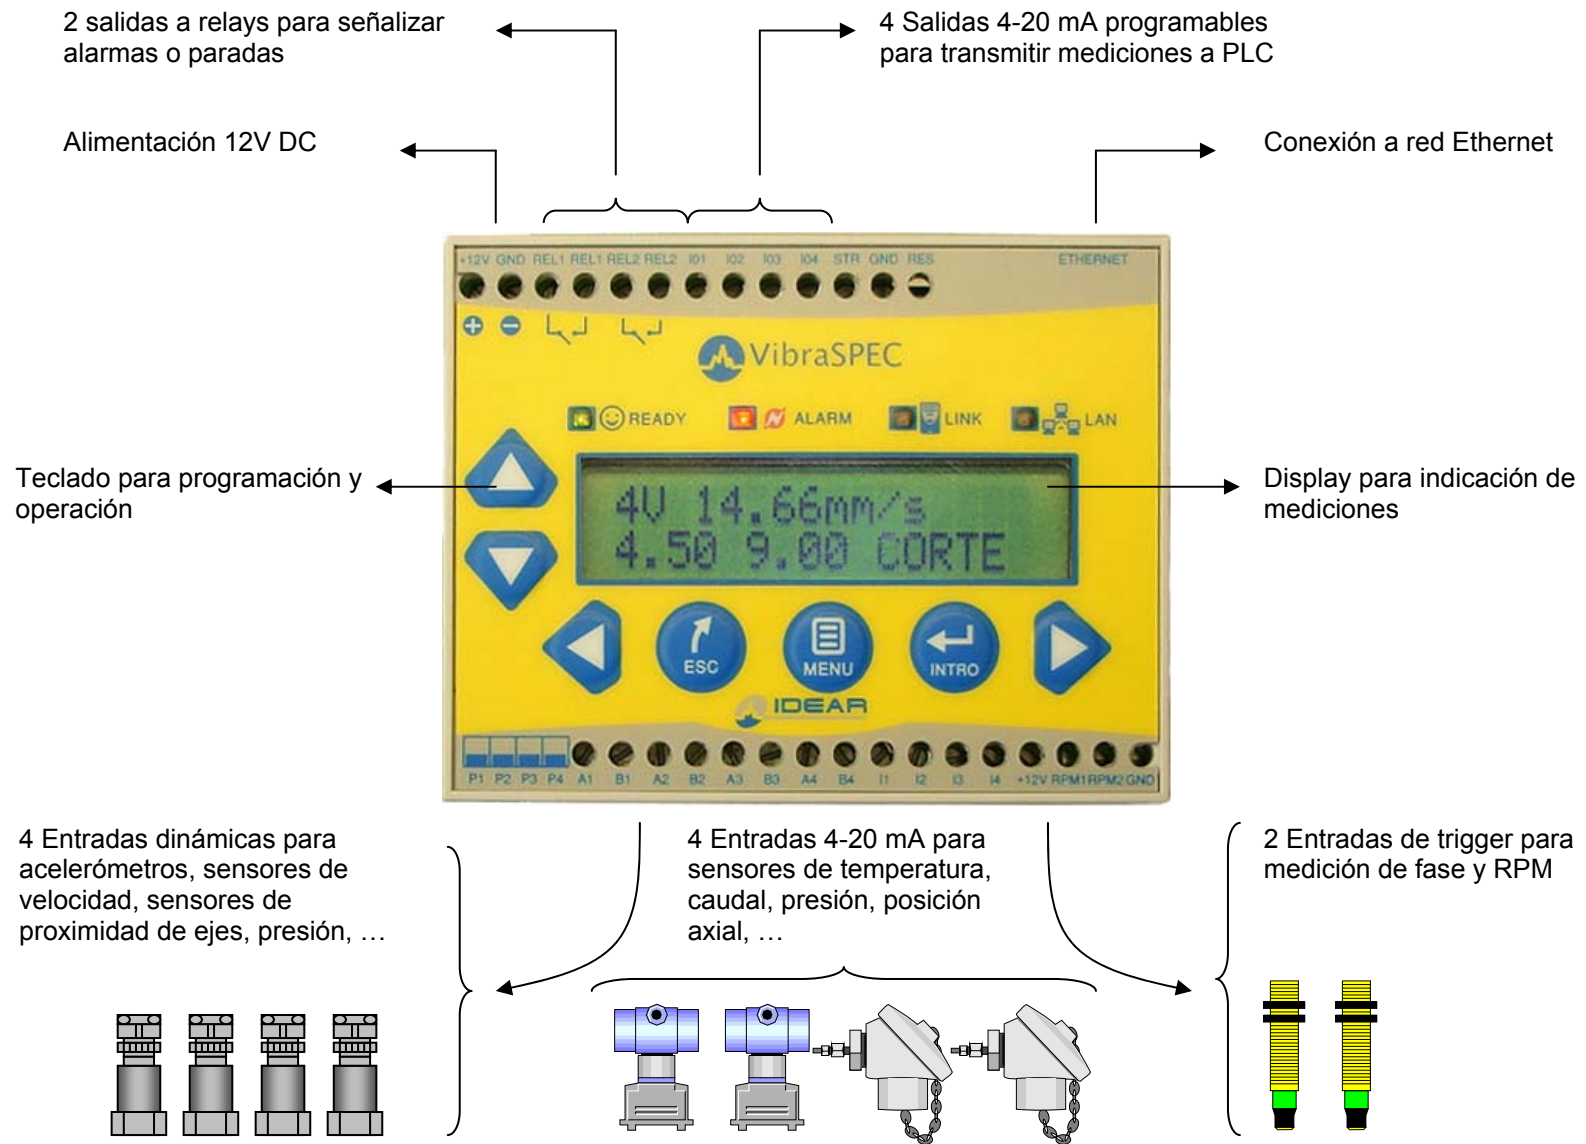 2 salidas a relays para señalizar
alarmas o paradas
4 Salidas 4-20 mA programables
para transmitir mediciones a PLC
Alimentación 12V DC
Conexión a red Ethernet
+12V GND REL1 REL1 REL2 REL2 IO1 IO2 IO3 IO4 STR GND RES ETHERNET
VibraSPEC
READY ALARM LINK LAN
Teclado para programación y
operación
4V 14.66mm/s
4.50 9.00 CORTE
Display para indicación de
mediciones
ESC MENU INTRO
IDEAR
P1 P2 P3 P4 A1 B1 A2 B2 A3 B3 A4 B4 I1 I2 I3 I4 +12V RPM1 RPM2 GND
4 Entradas dinámicas para
acelerómetros, sensores de
velocidad, sensores de
proximidad de ejes, presión, …
4 Entradas 4-20 mA para
sensores de temperatura,
caudal, presión, posición
axial, …
2 Entradas de trigger para
medición de fase y RPM